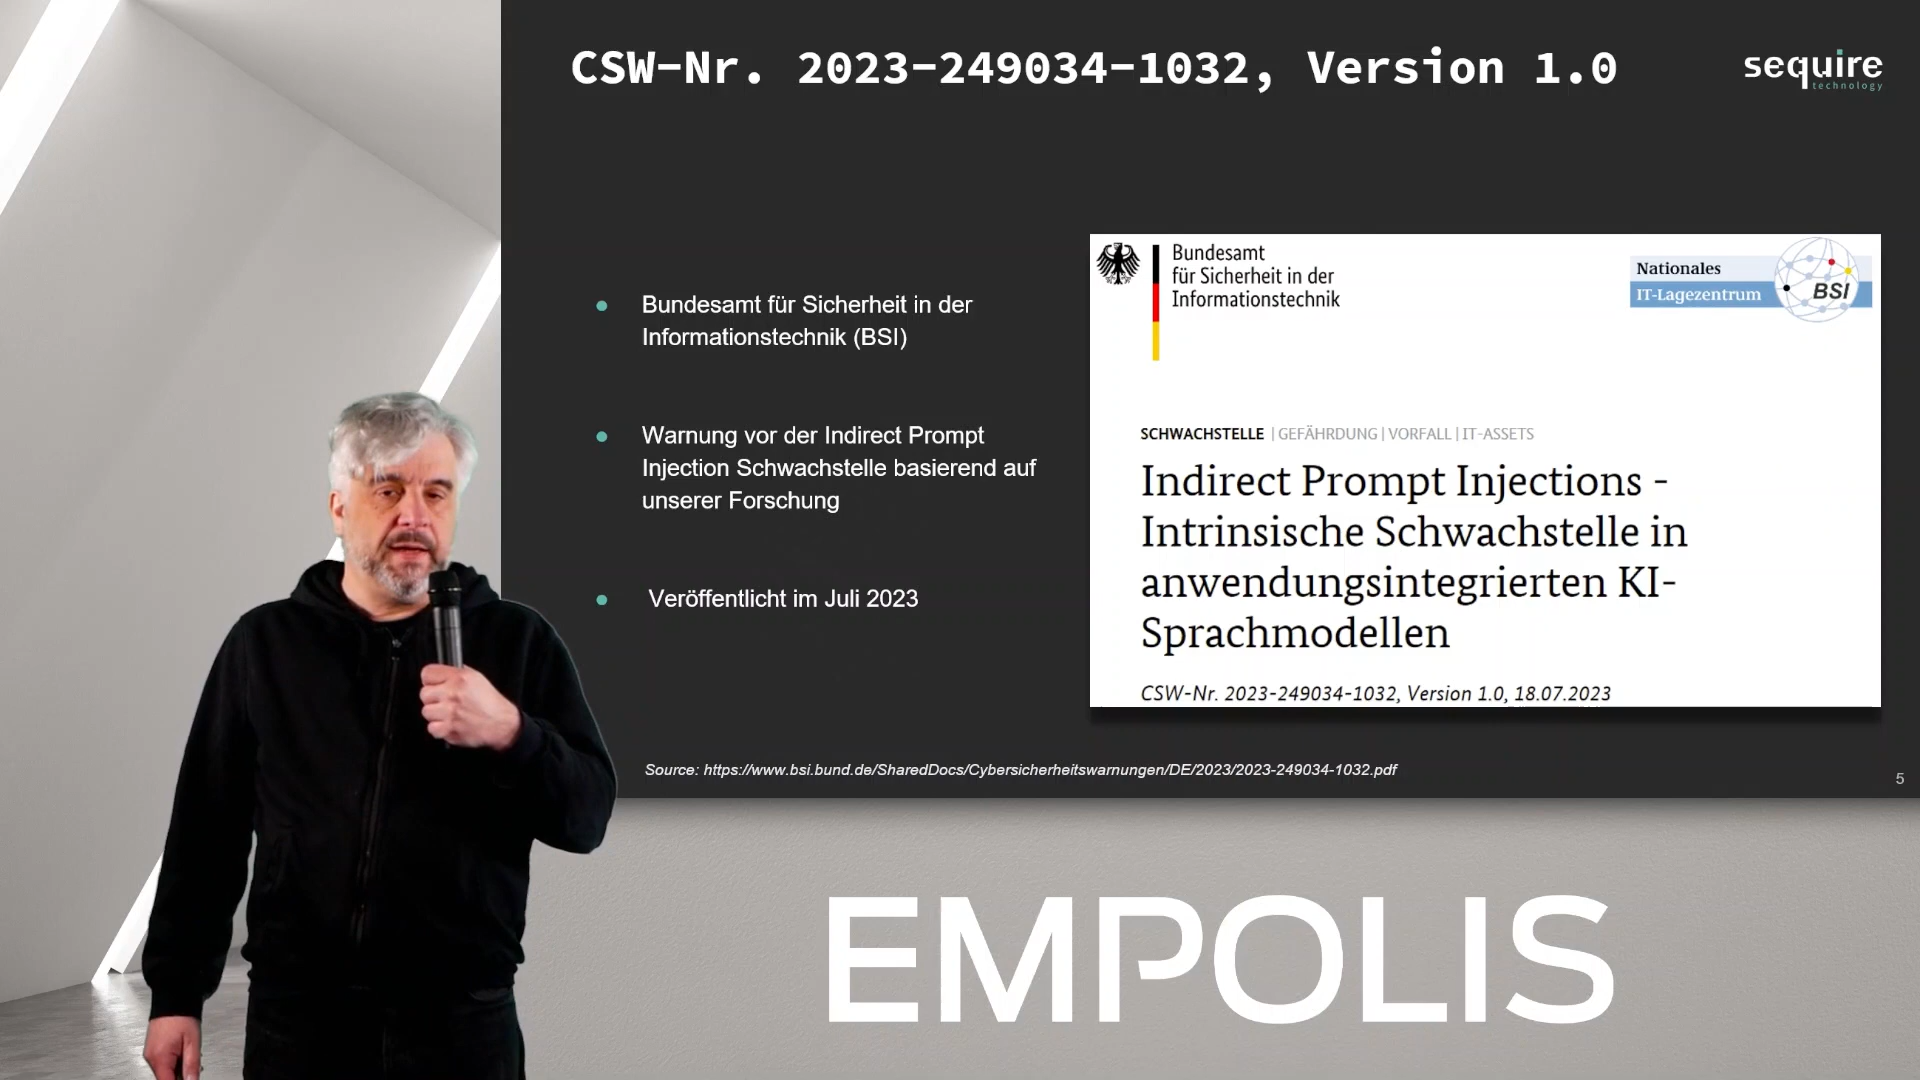 CSW-Nr. 2023-249034-1032, Version 1.0
sequire
technology
Bundesamt für Sicherheit in der
Informationstechnik (BSI)
Warnung vor der Indirect Prompt
Injection Schwachstelle basierend auf
unserer Forschung
Veröffentlicht im Juli 2023
Bundesamt
für Sicherheit in der
Informationstechnik
Nationales
IT-Lagezentrum
BSI
SCHWACHSTELLE | GEFÄHRDUNG | VORFALL | IT-ASSETS
Indirect Prompt Injections -
Intrinsische Schwachstelle in
anwendungsintegrierten KI-
Sprachmodellen
CSW-Nr. 2023-249034-1032, Version 1.0, 18.07.2023
Source: https://www.bsi.bund.de/SharedDocs/Cybersicherheitswarnungen/DE/2023/2023-249034-1032.pdf
5
EMPOLIS